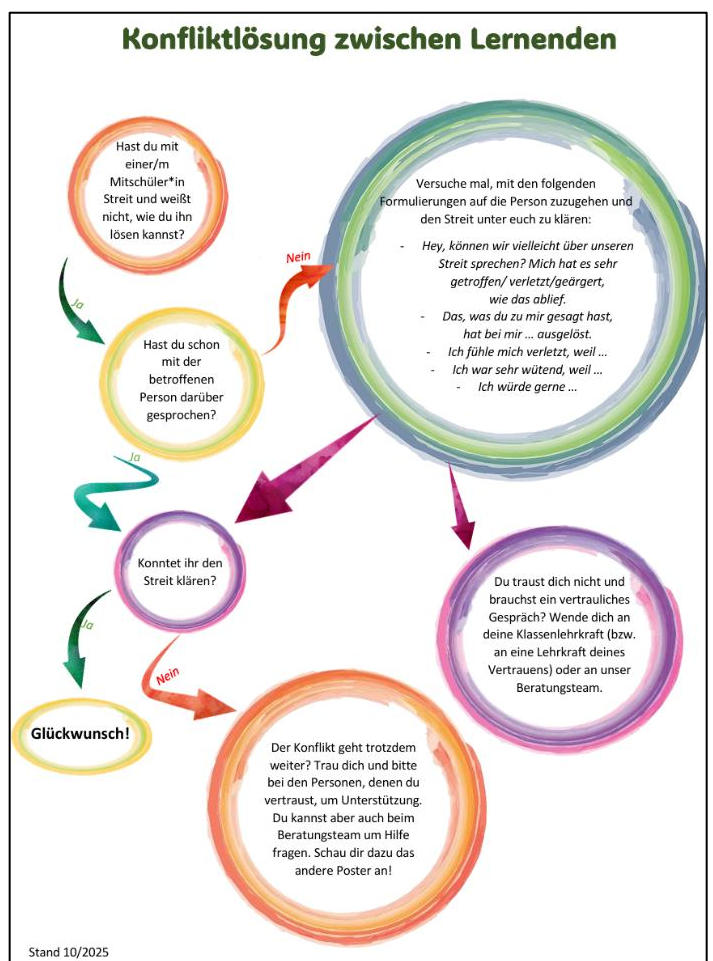 Konfliktlösung zwischen Lernenden
Hast du mit
einer/m
Mitschüler*in
Streit und weißt
nicht, wie du ihn
lösen kannst?
Ja
Hast du schon
mit der
betroffenen
Person darüber
gesprochen?
Nein
Versuche mal, mit den folgenden
Formulierungen auf die Person zuzugehen und
den Streit unter euch zu klären:
- Hey, können wir vielleicht über unseren
Streit sprechen? Mich hat es sehr
getroffen/ verletzt/geärgert,
wie das ablief.
- Das, was du zu mir gesagt hast,
hat bei mir … ausgelöst.
- Ich fühle mich verletzt, weil …
- Ich war sehr wütend, weil …
- Ich würde gerne …
Ja
Konntet ihr den
Streit klären?
Du traust dich nicht und
brauchst ein vertrauliches
Gespräch? Wende dich an
deine Klassenlehrkraft (bzw.
an eine Lehrkraft deines
Vertrauens) oder an unser
Beratungsteam.
Ja
Glückwunsch!
Nein
Der Konflikt geht trotzdem
weiter? Trau dich und bitte
bei den Personen, denen du
vertraust, um Unterstützung.
Du kannst aber auch beim
Beratungsteam um Hilfe
fragen. Schau dir dazu das
andere Poster an!
Stand 10/2025